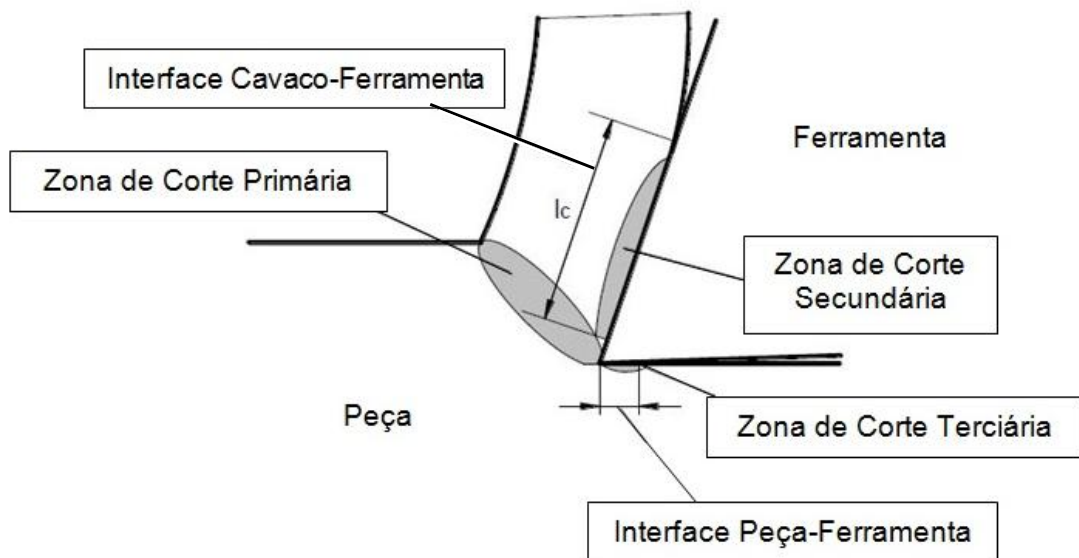 Interface Cavaco-Ferramenta
Ferramenta
Zona de Corte Primária
lc
Zona de Corte
Secundária
Peça
Zona de Corte Terciária
Interface Peça-Ferramenta